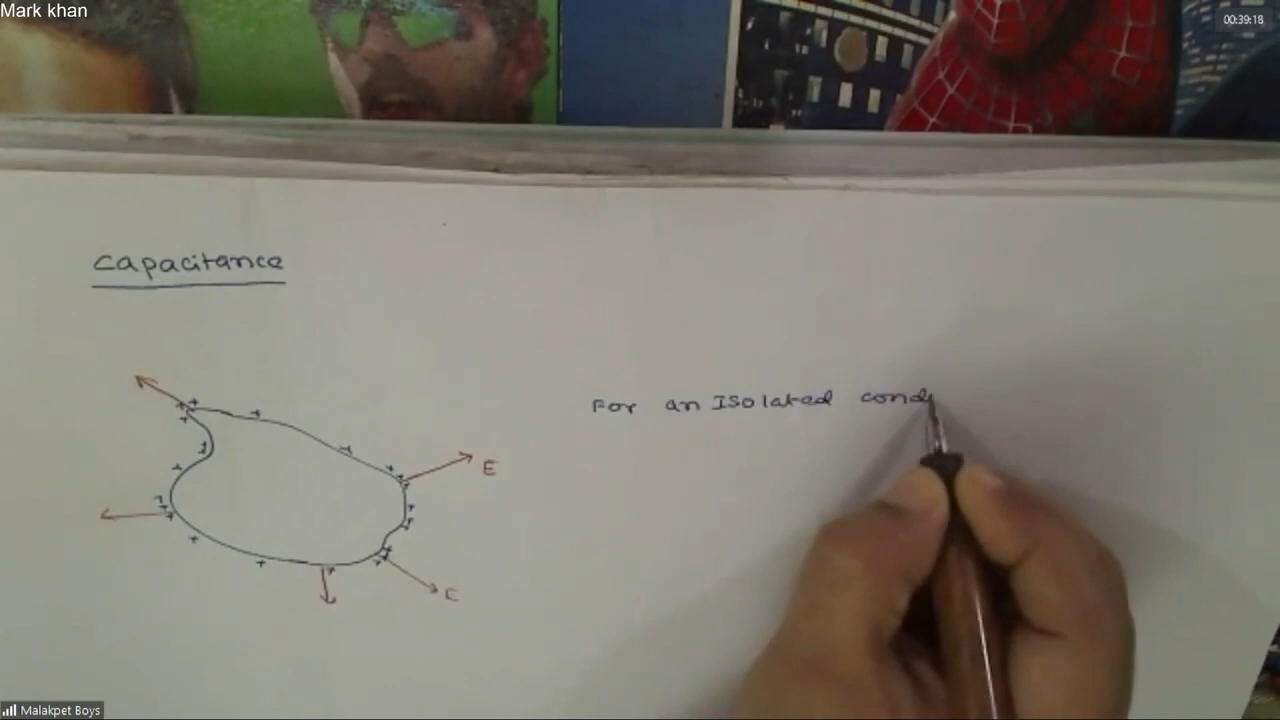 Mark khan
00:39:18
Capacitance
For an Isolated cond
E
E
Malakpet Boys